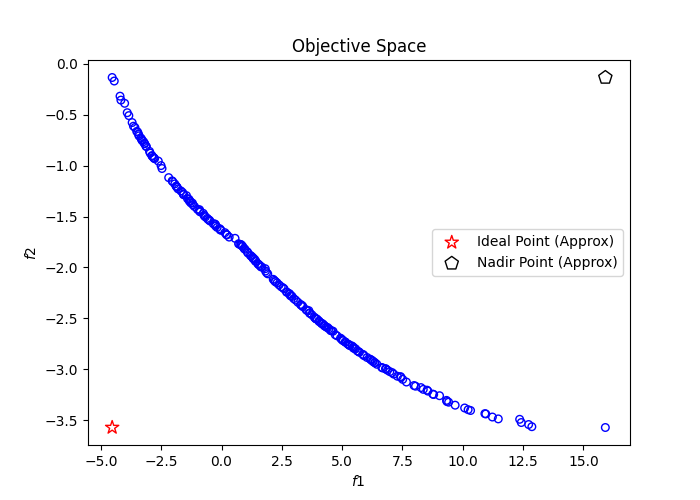 Objective Space
0.0
−0.5
−1.0
−1.5
−2.0
−2.5
−3.0
−3.5
f2
Ideal Point (Approx)
Nadir Point (Approx)
−5.0 −2.5 0.0 2.5 5.0 7.5 10.0 12.5 15.0
f1